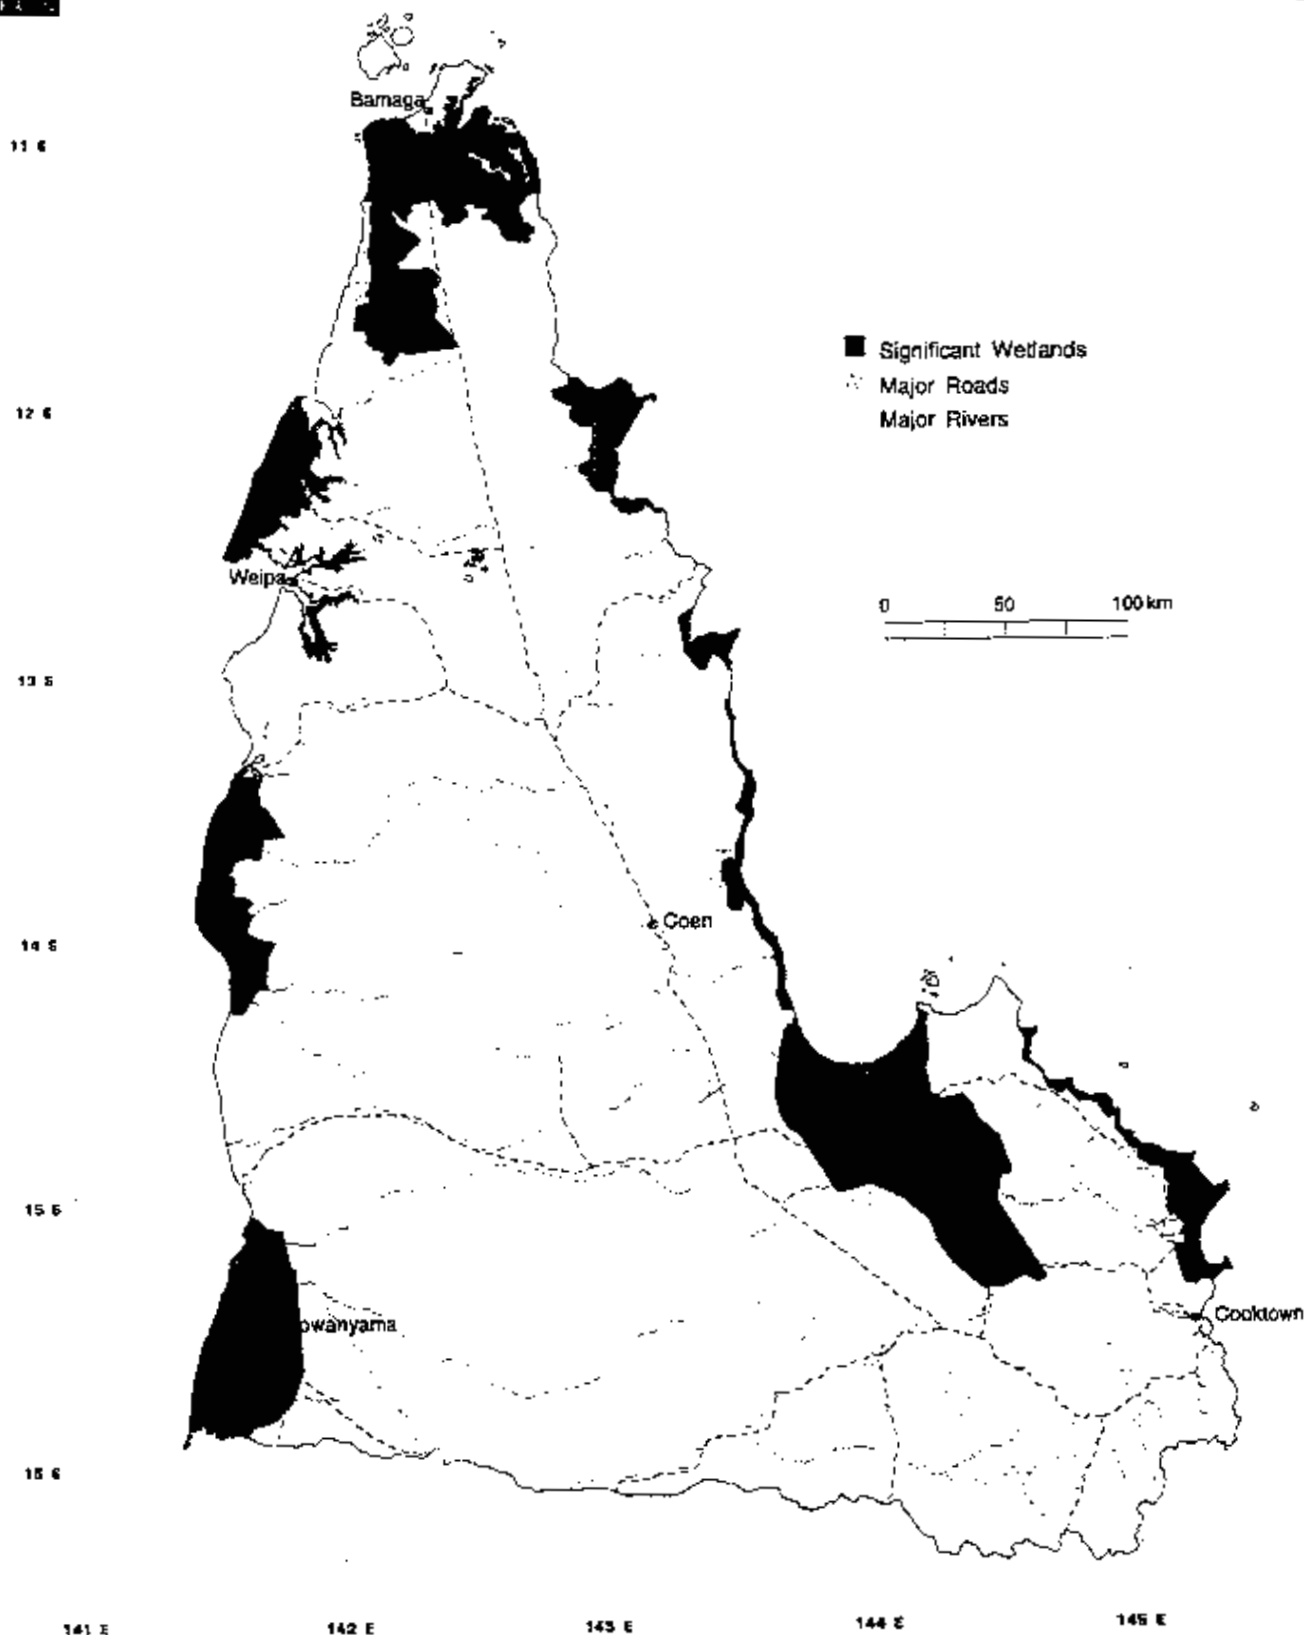 Bamaga
11 S
Significant Wetlands
Major Roads
12 S
Major Rivers
Weipa
0 50 100 km
13 S
Coen
14 S
15 S
Cooktown
owanyama
16 S
141 E 142 E 143 E 144 E 145 E